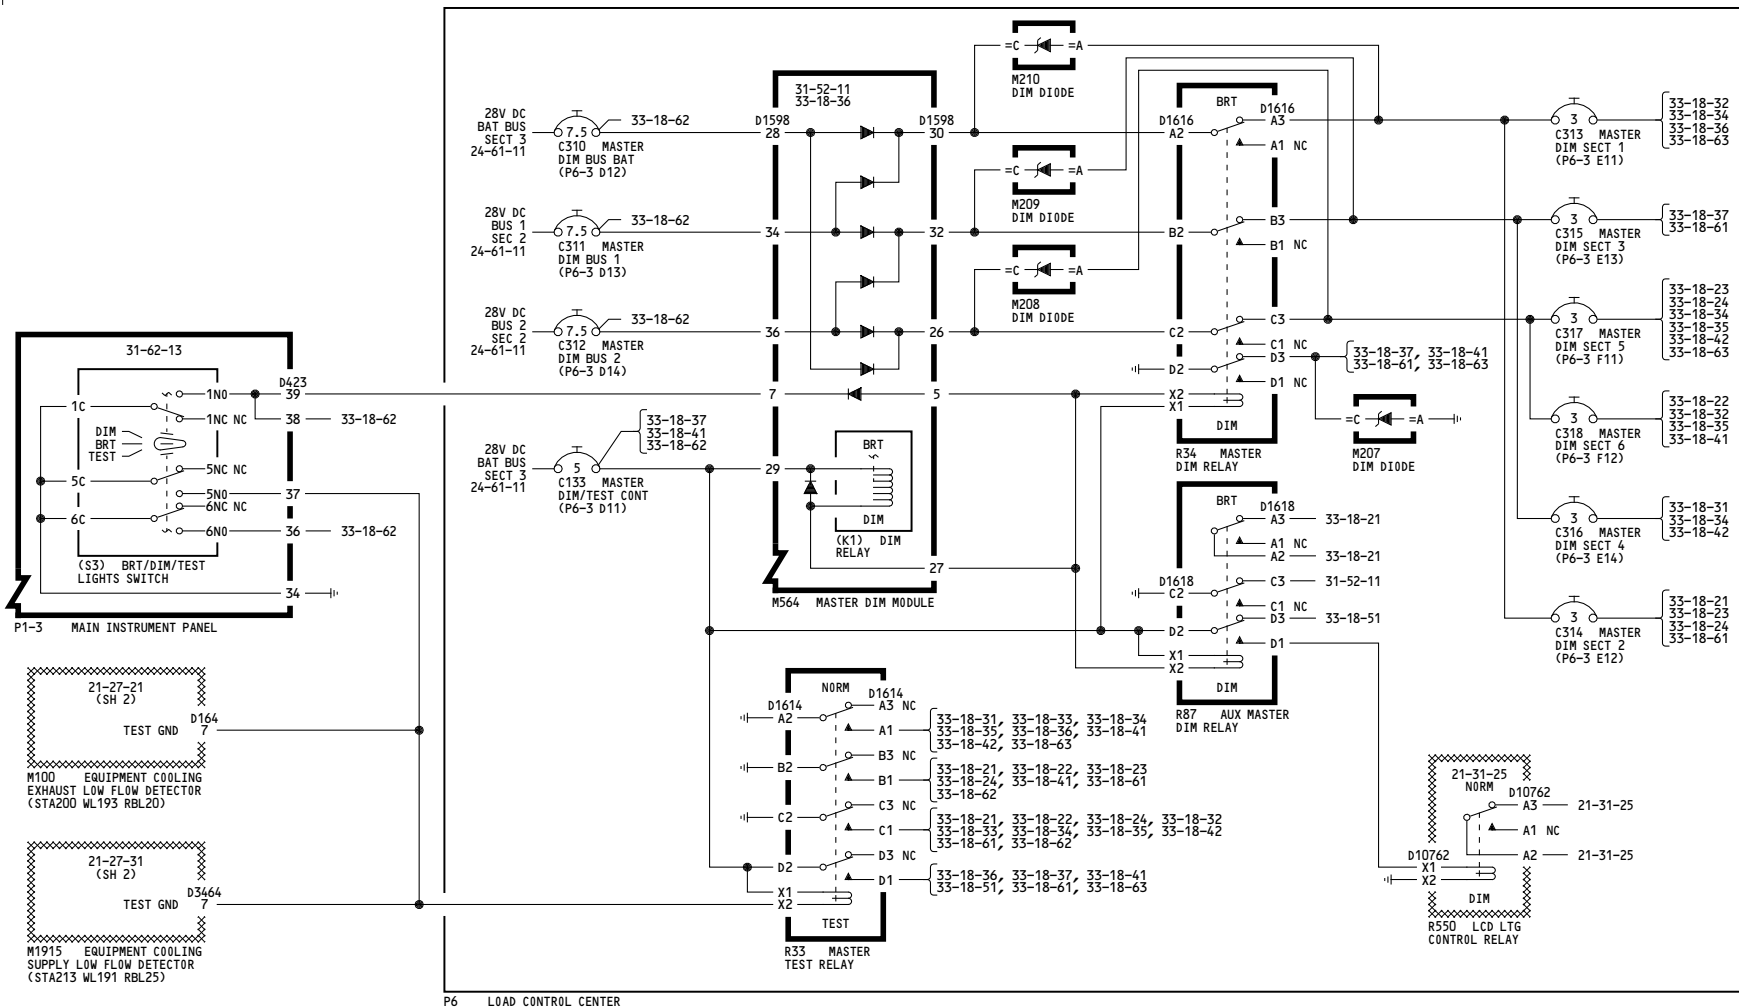 31-62-13
D423
1N0
39
1C
1NC NC
38
33-18-62
DIM
BRT
TEST
5NC NC
5C
5N0
37
6NC NC
6C
6N0
36
33-18-62
(S3) BRT/DIM/TEST
LIGHTS SWITCH
34
P1-3 MAIN INSTRUMENT PANEL
21-27-21
(SH 2)
D164
TEST GND
7
M100 EQUIPMENT COOLING
EXHAUST LOW FLOW DETECTOR
(STA200 WL193 RBL20)
21-27-31
(SH 2)
D3464
TEST GND
7
M1915 EQUIPMENT COOLING
SUPPLY LOW FLOW DETECTOR
(STA213 WL191 RBL25)
28V DC
BAT BUS
SECT 3
24-61-11
7.5
33-18-62
C310 MASTER
DIM BUS BAT
(P6-3 D12)
28V DC
BUS 1
SEC 2
24-61-11
7.5
33-18-62
C311 MASTER
DIM BUS 1
(P6-3 D13)
28V DC
BUS 2
SEC 2
24-61-11
7.5
33-18-62
C312 MASTER
DIM BUS 2
(P6-3 D14)
28V DC
BAT BUS
SECT 3
24-61-11
5
33-18-37
33-18-41
33-18-62
C133 MASTER
DIM/TEST CONT
(P6-3 D11)
31-52-11
33-18-36
D1598
28
D1598
30
34
32
36
26
7
5
29
BRT
DIM
(K1) DIM
RELAY
27
M564 MASTER DIM MODULE
=C
=A
M210
DIM DIODE
=C
=A
M209
DIM DIODE
=C
=A
M208
DIM DIODE
BRT
D1616
A2
D1616
A3
A1 NC
B3
B2
B1 NC
C3
C2
C1 NC
D3
D2
D1 NC
X2
X1
DIM
R34 MASTER
DIM RELAY
33-18-37, 33-18-41
33-18-61, 33-18-63
=C
=A
M207
DIM DIODE
BRT
D1618
A3
33-18-21
A1 NC
A2
33-18-21
D1618
C3
31-52-11
C2
C1 NC
D3
33-18-51
D2
D1
X1
X2
DIM
R87 AUX MASTER
DIM RELAY
NORM
D1614
A3 NC
D1614
A2
A1
33-18-31, 33-18-33, 33-18-34
33-18-35, 33-18-36, 33-18-41
33-18-42, 33-18-63
B3 NC
B2
B1
33-18-21, 33-18-22, 33-18-23
33-18-24, 33-18-41, 33-18-61
33-18-62
C3 NC
C2
C1
33-18-21, 33-18-22, 33-18-24, 33-18-32
33-18-33, 33-18-34, 33-18-35, 33-18-42
33-18-61, 33-18-62
D3 NC
D2
D1
33-18-36, 33-18-37, 33-18-41
33-18-51, 33-18-61, 33-18-63
X1
X2
TEST
R33 MASTER
TEST RELAY
21-31-25
NORM
D10762
A3
21-31-25
A1 NC
A2
21-31-25
D10762
X1
X2
DIM
R550 LCD LTG
CONTROL RELAY
3
C313 MASTER
DIM SECT 1
(P6-3 E11)
33-18-32
33-18-34
33-18-36
33-18-63
3
C315 MASTER
DIM SECT 3
(P6-3 E13)
33-18-37
33-18-61
3
C317 MASTER
DIM SECT 5
(P6-3 F11)
33-18-23
33-18-24
33-18-34
33-18-35
33-18-42
33-18-63
3
C318 MASTER
DIM SECT 6
(P6-3 F12)
33-18-22
33-18-32
33-18-35
33-18-41
3
C316 MASTER
DIM SECT 4
(P6-3 E14)
33-18-31
33-18-34
33-18-42
3
C314 MASTER
DIM SECT 2
(P6-3 E12)
33-18-21
33-18-23
33-18-24
33-18-61
P6 LOAD CONTROL CENTER